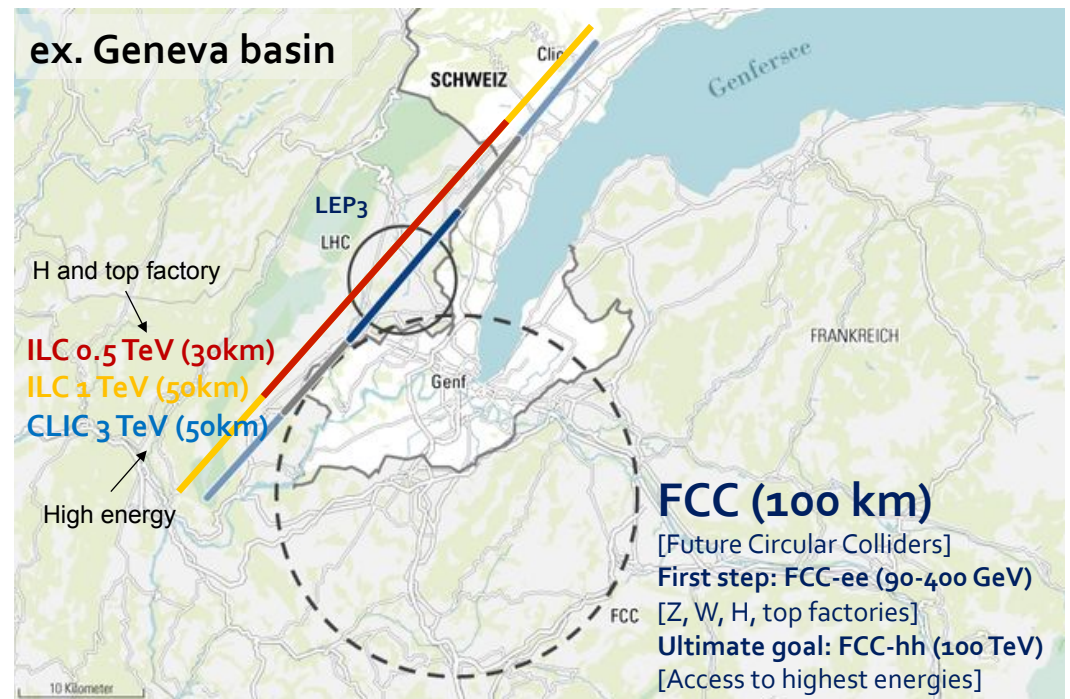 ex. Geneva basin
Clic
SCHWEIZ
Genfersee
LEP3
LHC
H and top factory
ILC 0.5 TeV (30km)
ILC 1 TeV (50km)
CLIC 3 TeV (50km)
High energy
FRANKREICH
Genf
FCC (100 km)
[Future Circular Colliders]
First step: FCC-ee (90-400 GeV)
FCC
[Z, W, H, top factories]
Ultimate goal: FCC-hh (100 TeV)
[Access to highest energies]
10 Kilometer